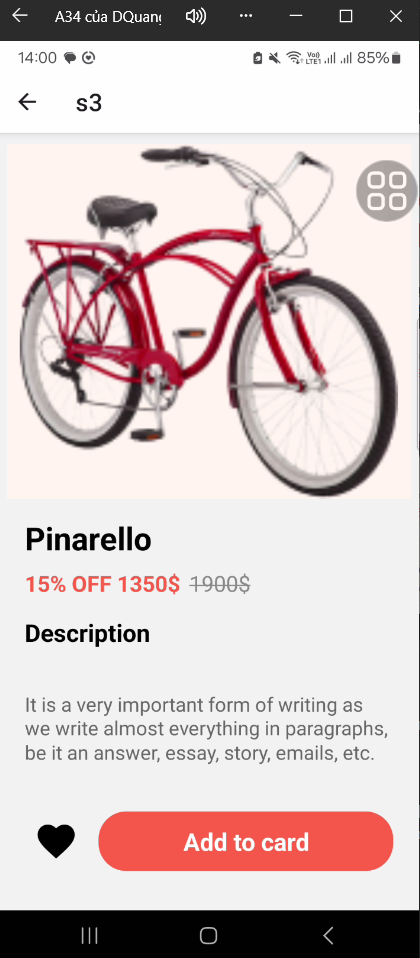 A34 của DQuang
14:00 85%
s3
Pinarello
15% OFF 1350$ 1900$
Description
It is a very important form of writing as
we write almost everything in paragraphs,
be it an answer, essay, story, emails, etc.
Add to card